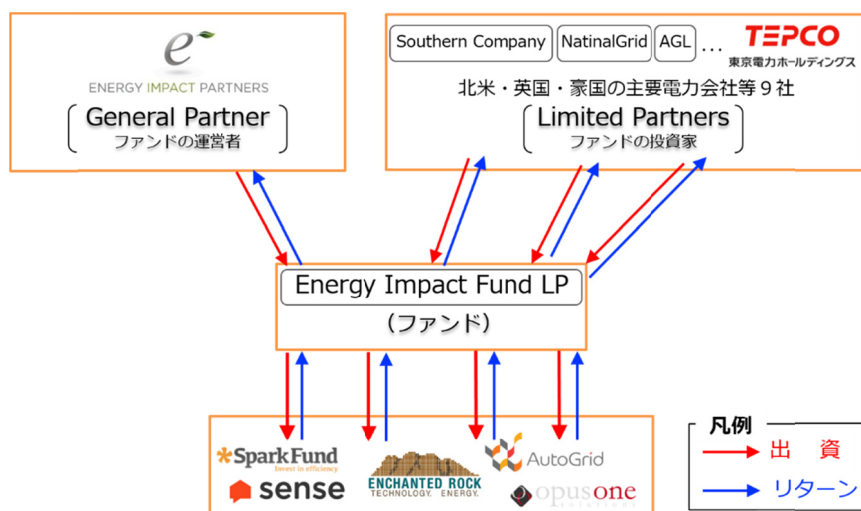 e
ENERGY IMPACT PARTNERS
General Partner
ファンドの運営者
Southern Company
NatinalGrid
AGL
...
TEPCO
東京電力ホールディングス
北米・英国・豪国の主要電力会社等9社
Limited Partners
ファンドの投資家
Energy Impact Fund LP
(ファンド)
SparkFund
Invest in efficiency
sense
ENCHANTED ROCK
TECHNOLOGY. ENERGY.
AutoGrid
opusone
凡例
出 資
リターン